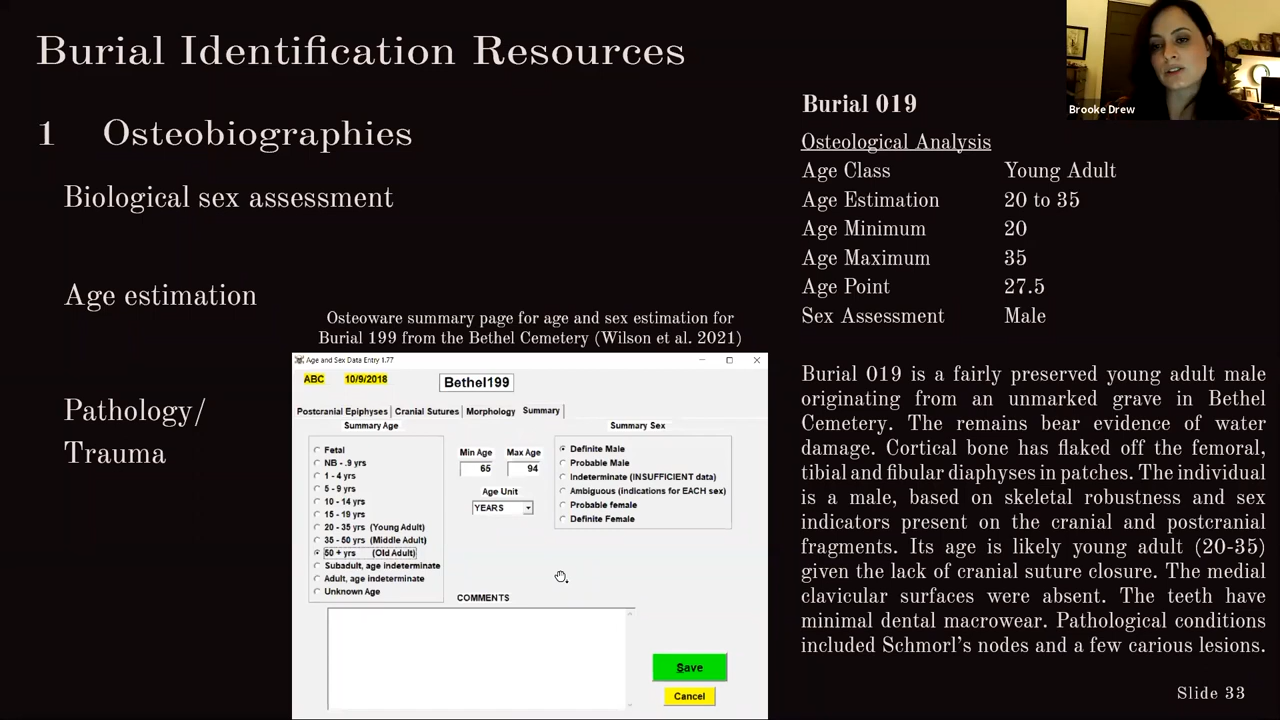 Burial Identification Resources
1 Osteobiographies
Biological sex assessment
Age estimation
Pathology/
Trauma
Osteoware summary page for age and sex estimation for
Burial 199 from the Bethel Cemetery (Wilson et al. 2021)
Age and Sex Data Entry 1.77
ABC 10/9/2018 Bethel199
Postcranial Epiphyses Cranial Sutures Morphology Summary
Summary Age
Fetal
NB - .9 yrs
1 - 4 yrs
5 - 9 yrs
10 - 14 yrs
15 - 19 yrs
20 - 35 yrs (Young Adult)
35 - 50 yrs (Middle Adult)
50 + yrs (Old Adult)
Subadult, age indeterminate
Adult, age indeterminate
Unknown Age
Min Age Max Age
65 94
Age Unit
YEARS
Summary Sex
Definite Male
Probable Male
Indeterminate (INSUFFICIENT data)
Ambiguous (indications for EACH sex)
Probable female
Definite Female
COMMENTS
Save
Cancel
Brooke Drew
Burial 019
Osteological Analysis
Age Class Young Adult
Age Estimation 20 to 35
Age Minimum 20
Age Maximum 35
Age Point 27.5
Sex Assessment Male
Burial 019 is a fairly preserved young adult male
originating from an unmarked grave in Bethel
Cemetery. The remains bear evidence of water
damage. Cortical bone has flaked off the femoral,
tibial and fibular diaphyses in patches. The individual
is a male, based on skeletal robustness and sex
indicators present on the cranial and postcranial
fragments. Its age is likely young adult (20-35)
given the lack of cranial suture closure. The medial
clavicular surfaces were absent. The teeth have
minimal dental macrowear. Pathological conditions
included Schmorl's nodes and a few carious lesions.
Slide 33